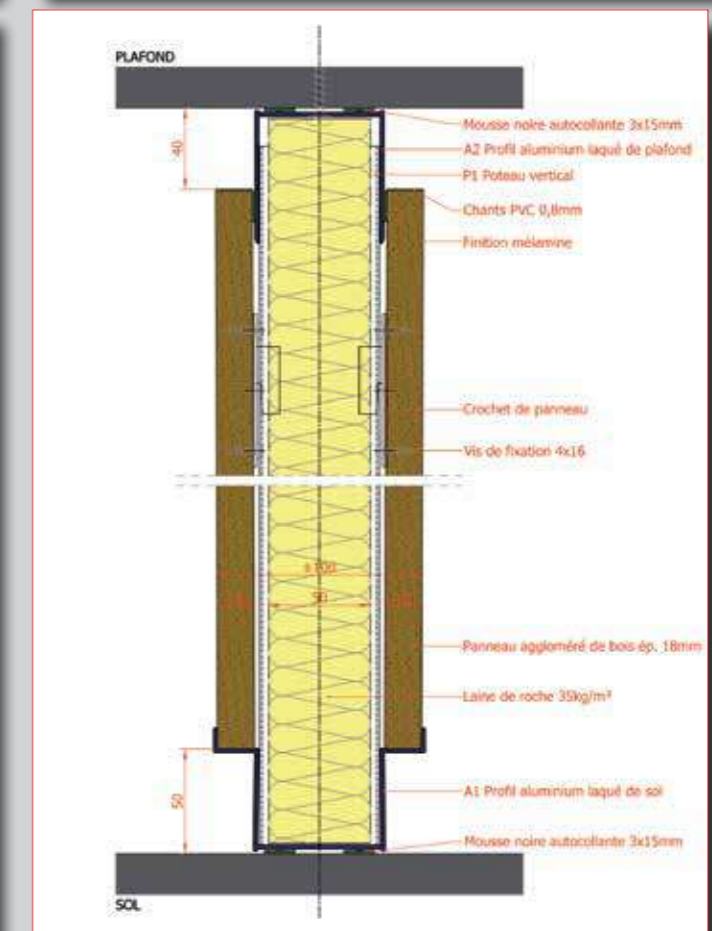 PLAFOND
Mousse noire autocollante 3x15mm
A2 Profil aluminium laqué de plafond
40
P1 Poteau vertical
Chants PVC 0,8mm
Finition mélamine
Crochet de panneau
Vis de fixation 4x16
±100
50
Panneau aggloméré de bois ép. 18mm
Laine de roche 35kg/m³
A1 Profil aluminium laqué de sol
50
Mousse noire autocollante 3x15mm
SOL